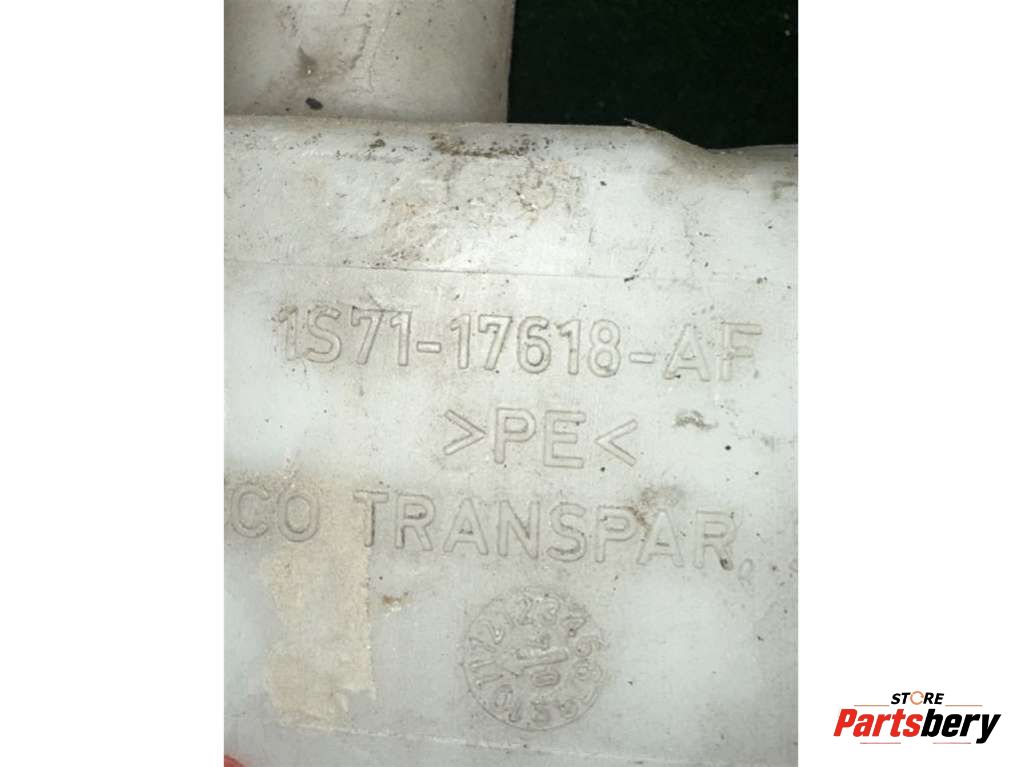 1S71-17618-AF
>PE<
CO TRANSPAR.
STORE
Partsbery